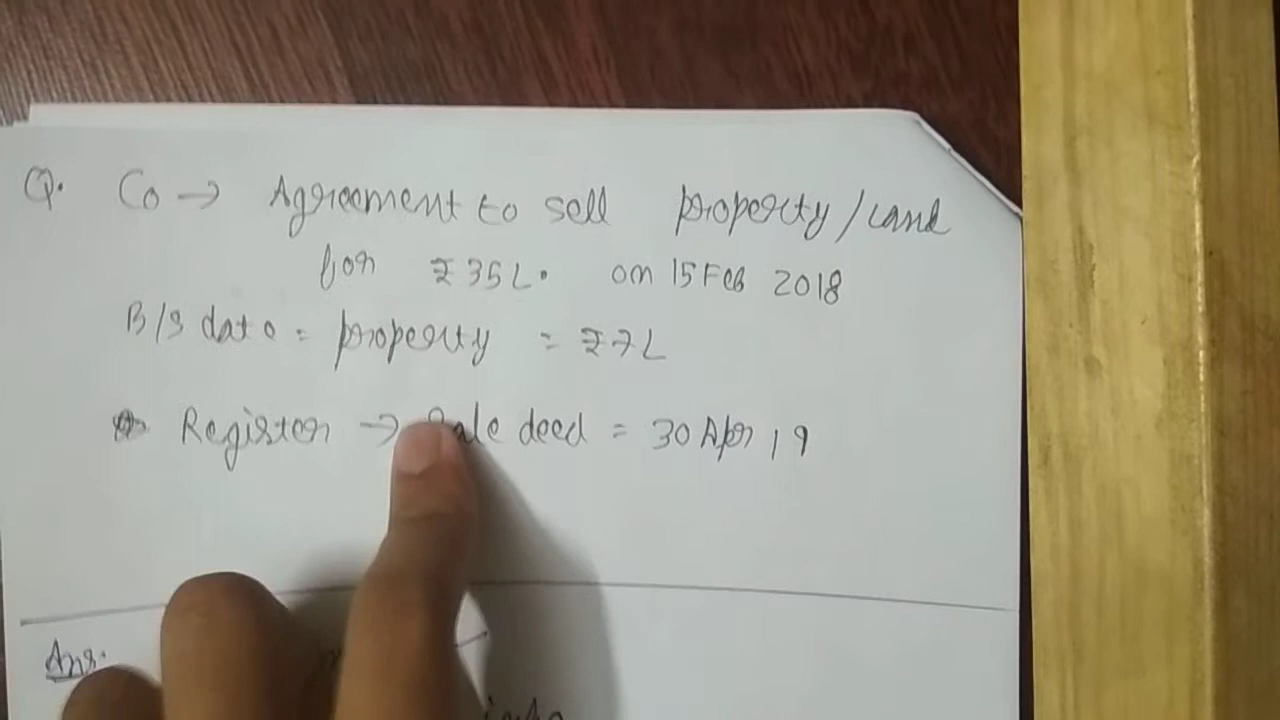 Q. Co → Agreement to sell property/land
for ₹35L. on 15 Feb 2018
B/S date = property = ₹7L
Register → Sale deed = 30 Apr 19
Ans.